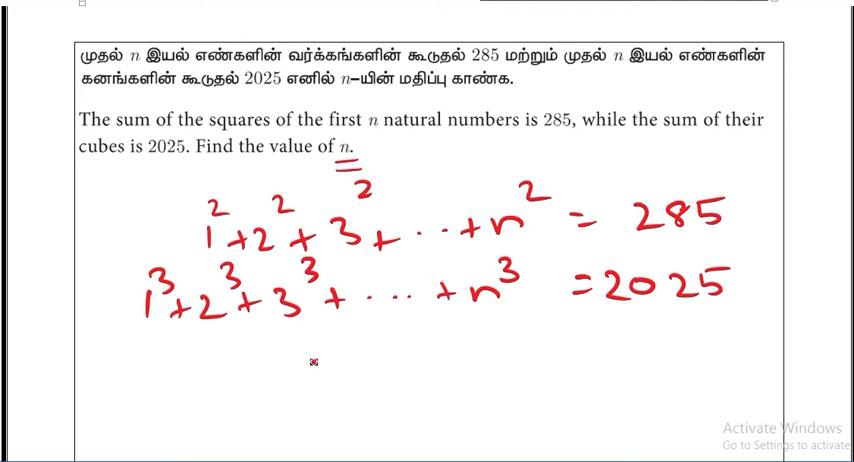 முதல் n இயல் எண்களின் வர்க்கங்களின் கூடுதல் 285 மற்றும் முதல் n இயல் எண்களின்
கனங்களின் கூடுதல் 2025 எனில் n–யின் மதிப்பு காண்க.
The sum of the squares of the first n natural numbers is 285, while the sum of their
cubes is 2025. Find the value of n.
1² + 2² + 3² + ... + n² = 285
1³ + 2³ + 3³ + ... + n³ = 2025
Activate Windows
Go to Settings to activate